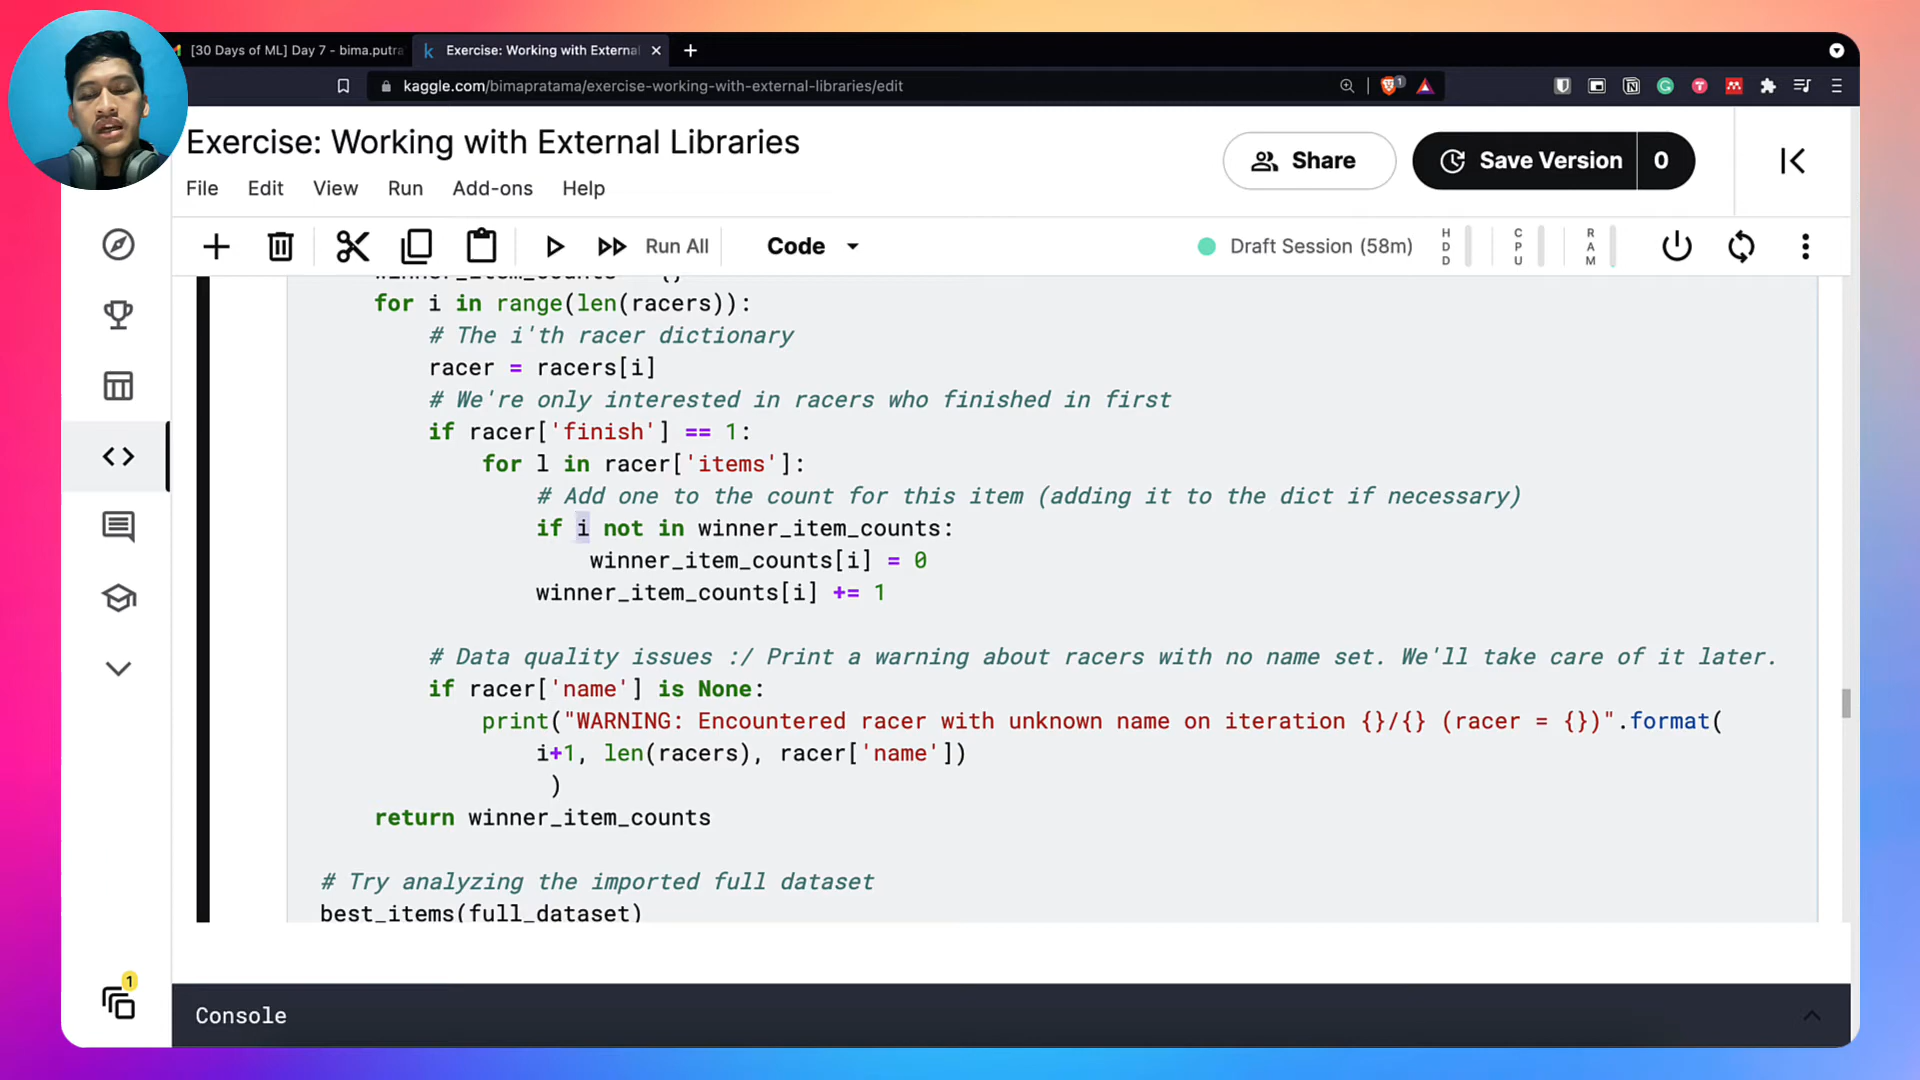 [30 Days of ML] Day 7 - bima.putra
Exercise: Working with Externa
kaggle.com/bimapratama/exercise-working-with-external-libraries/edit
Exercise: Working with External Libraries
Share
Save Version
0
File
Edit
View
Run
Add-ons
Help
Run All
Code
Draft Session (58m)
HDD
CPU
RAM
for i in range(len(racers)):
# The i'th racer dictionary
racer = racers[i]
# We're only interested in racers who finished in first
if racer['finish'] == 1:
for l in racer['items']:
# Add one to the count for this item (adding it to the dict if necessary)
if i not in winner_item_counts:
winner_item_counts[i] = 0
winner_item_counts[i] += 1
# Data quality issues :/ Print a warning about racers with no name set. We'll take care of it later.
if racer['name'] is None:
print("WARNING: Encountered racer with unknown name on iteration {}/{} (racer = {})".format(
i+1, len(racers), racer['name'])
)
return winner_item_counts
# Try analyzing the imported full dataset
best_items(full_dataset)
1
Console